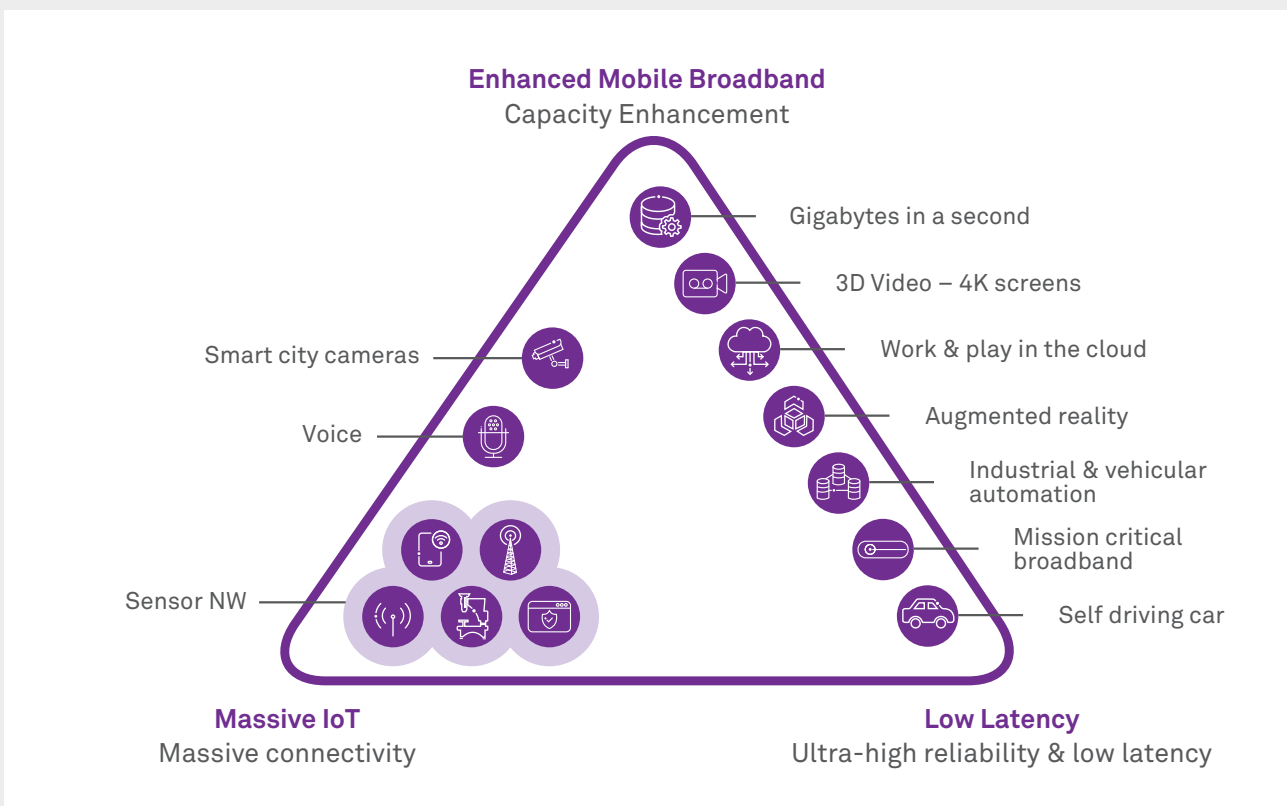 Enhanced Mobile Broadband
Capacity Enhancement
Gigabytes in a second
3D Video – 4K screens
Smart city cameras
Work & play in the cloud
Augmented reality
Voice
Industrial & vehicular
automation
Mission critical
broadband
Sensor NW
Self driving car
Massive IoT
Massive connectivity
Low Latency
Ultra-high reliability & low latency